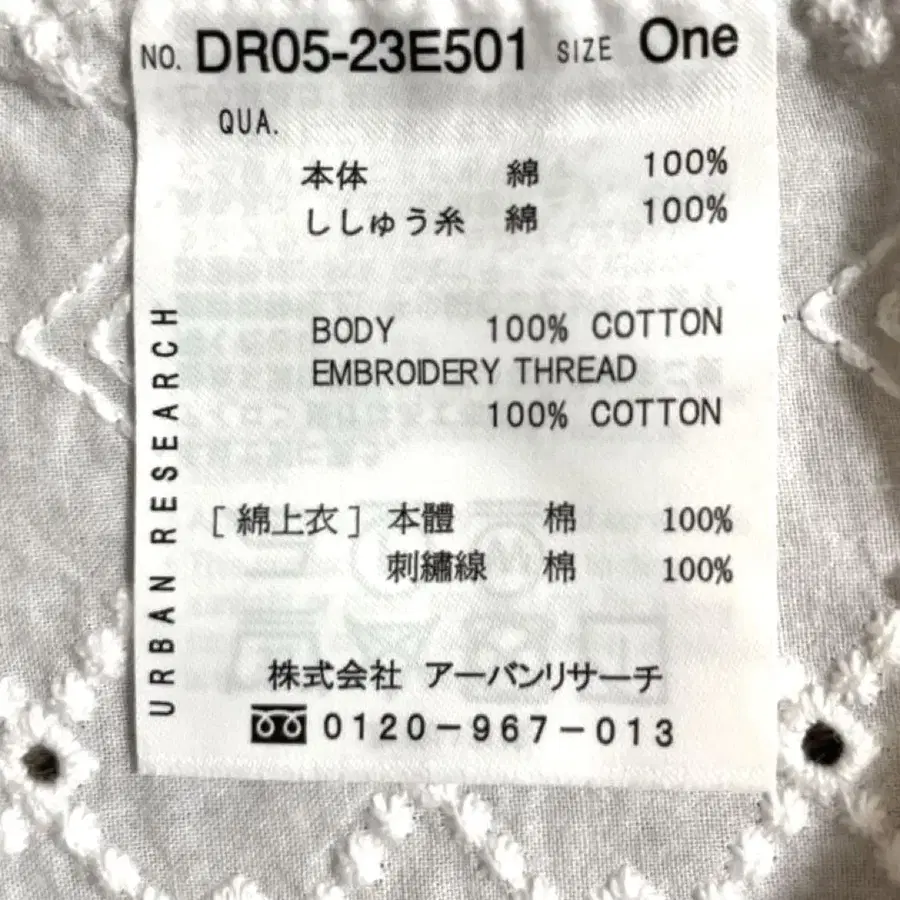 NO. DR05-23E501 SIZE One
QUA.
本体 綿 100%
ししゅう糸 綿 100%
BODY 100% COTTON
EMBROIDERY THREAD
100% COTTON
[綿上衣] 本體 棉 100%
刺繡線 棉 100%
URBAN RESEARCH
株式会社 アーバンリサーチ
0120-967-013